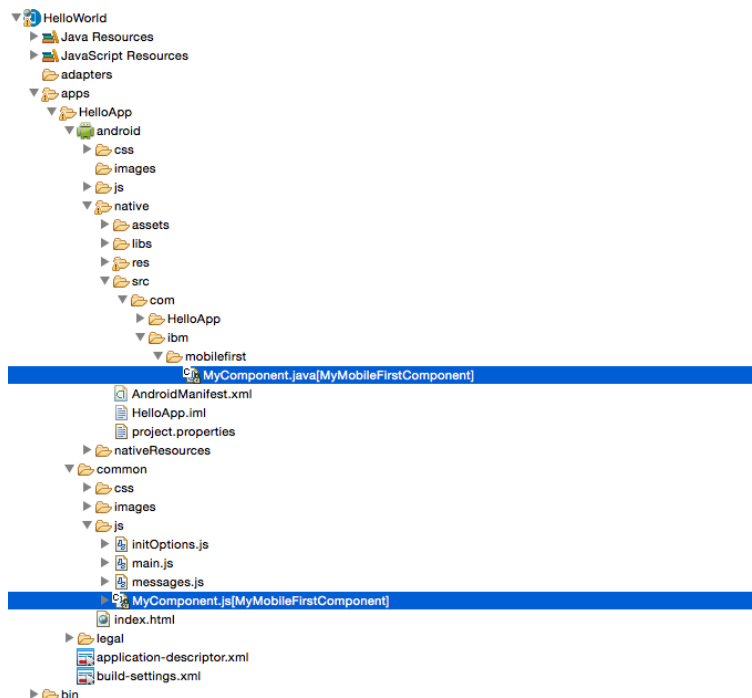 HelloWorld
Java Resources
JavaScript Resources
adapters
apps
HelloApp
android
css
images
js
native
assets
libs
res
src
com
HelloApp
ibm
mobilefirst
MyComponent.java[MyMobileFirstComponent]
AndroidManifest.xml
HelloApp.iml
project.properties
nativeResources
common
css
images
js
initOptions.js
main.js
messages.js
MyComponent.js[MyMobileFirstComponent]
index.html
legal
application-descriptor.xml
build-settings.xml
bin